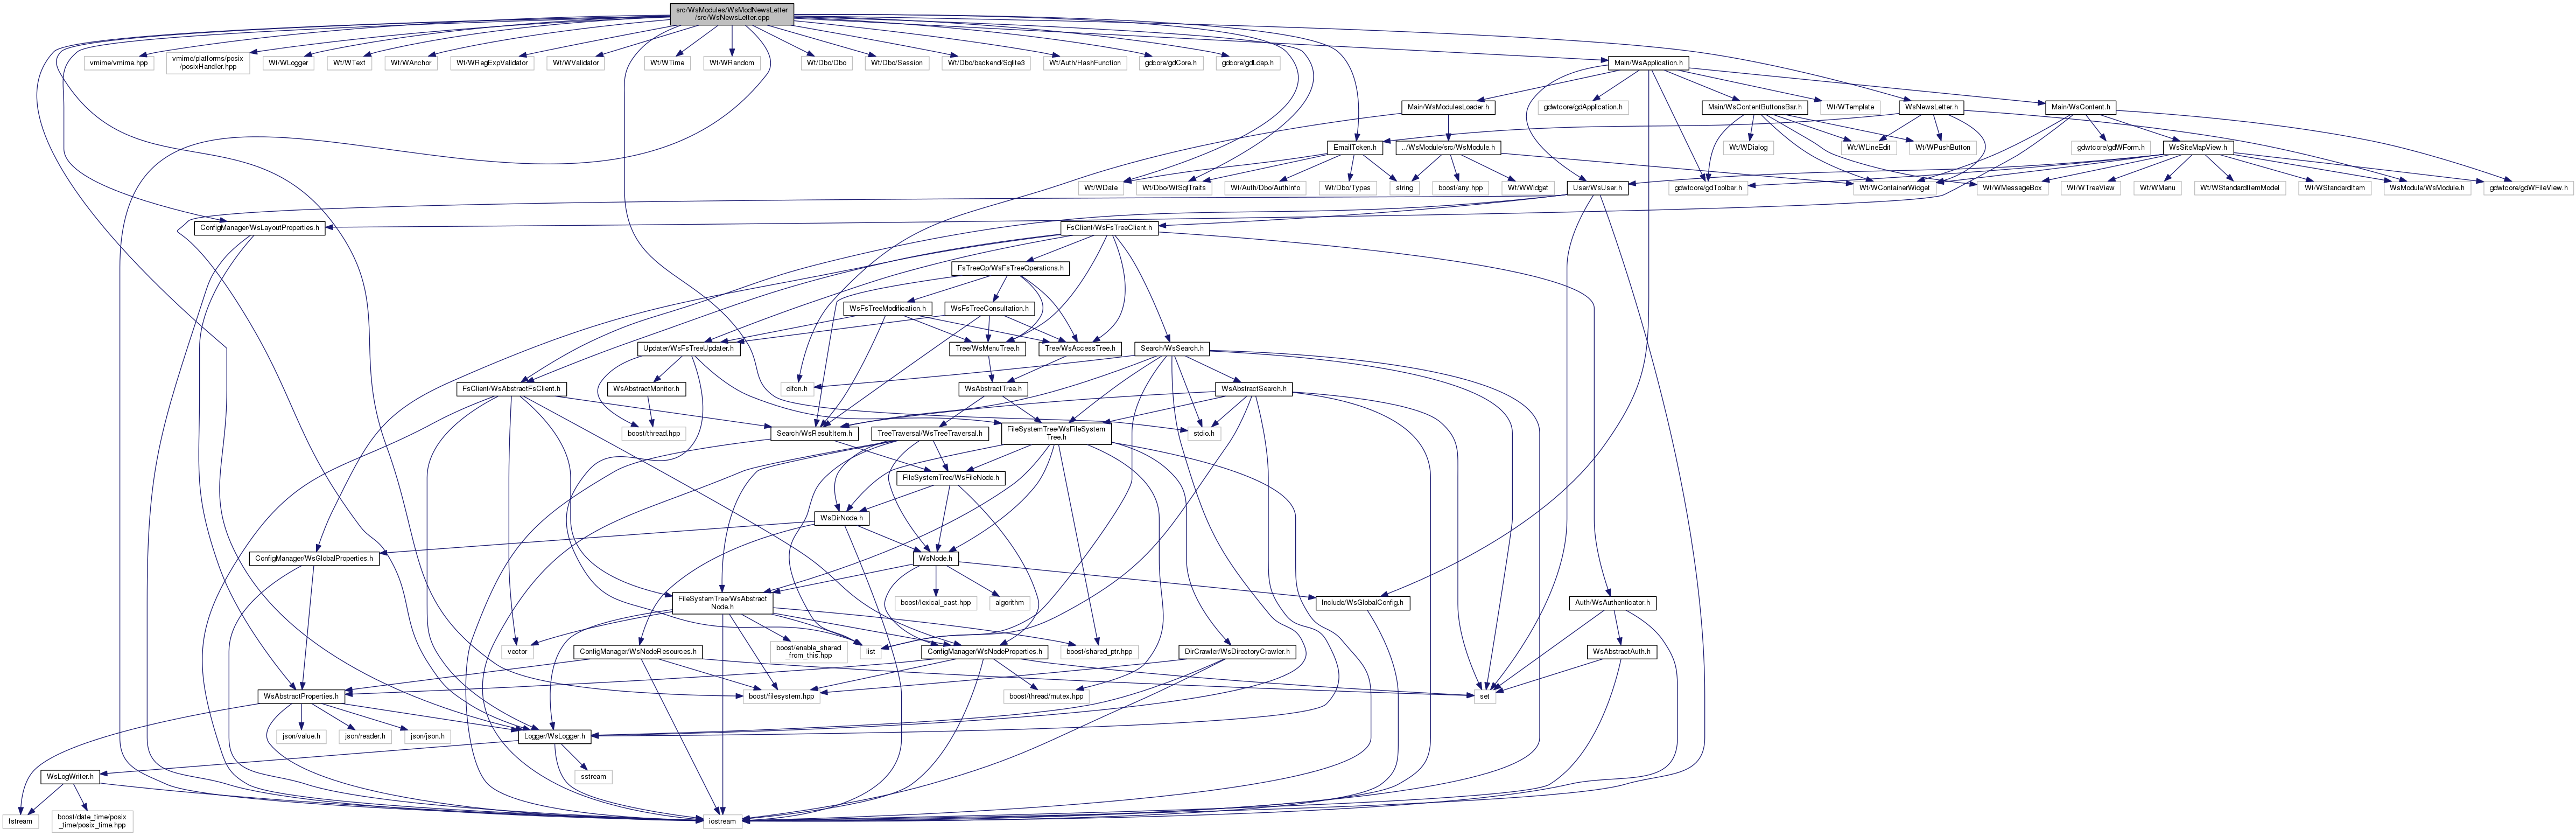 src/WsModules/WsModNewsLetter
/src/WsNewsLetter.cpp
vmime/vmime.hpp
vmime/platforms/posix
/posixHandler.hpp
Wt/WLogger
Wt/WText
Wt/WAnchor
Wt/WRegExpValidator
Wt/WValidator
Wt/WTime
Wt/WRandom
Wt/Dbo/Dbo
Wt/Dbo/Session
Wt/Dbo/backend/Sqlite3
Wt/Auth/HashFunction
gdcore/gdCore.h
gdcore/gdLdap.h
Main/WsApplication.h
Main/WsModulesLoader.h
gdwtcore/gdApplication.h
Main/WsContentButtonsBar.h
Wt/WTemplate
WsNewsLetter.h
Main/WsContent.h
EmailToken.h
../WsModule/src/WsModule.h
Wt/WDialog
Wt/WLineEdit
Wt/WPushButton
gdwtcore/gdWForm.h
WsSiteMapView.h
Wt/WDate
Wt/Dbo/WtSqlTraits
Wt/Auth/Dbo/AuthInfo
Wt/Dbo/Types
string
boost/any.hpp
Wt/WWidget
User/WsUser.h
gdwtcore/gdToolbar.h
Wt/WContainerWidget
Wt/WMessageBox
Wt/WTreeView
Wt/WMenu
Wt/WStandardItemModel
Wt/WStandardItem
WsModule/WsModule.h
gdwtcore/gdWFileView.h
ConfigManager/WsLayoutProperties.h
FsClient/WsFsTreeClient.h
FsTreeOp/WsFsTreeOperations.h
WsFsTreeModification.h
WsFsTreeConsultation.h
Updater/WsFsTreeUpdater.h
Tree/WsMenuTree.h
Tree/WsAccessTree.h
Search/WsSearch.h
FsClient/WsAbstractFsClient.h
WsAbstractMonitor.h
dlfcn.h
WsAbstractTree.h
WsAbstractSearch.h
boost/thread.hpp
Search/WsResultItem.h
TreeTraversal/WsTreeTraversal.h
FileSystemTree/WsFileSystem
Tree.h
stdio.h
FileSystemTree/WsFileNode.h
WsDirNode.h
ConfigManager/WsGlobalProperties.h
WsNode.h
FileSystemTree/WsAbstract
Node.h
boost/lexical_cast.hpp
algorithm
Include/WsGlobalConfig.h
Auth/WsAuthenticator.h
vector
ConfigManager/WsNodeResources.h
boost/enable_shared
_from_this.hpp
list
ConfigManager/WsNodeProperties.h
boost/shared_ptr.hpp
DirCrawler/WsDirectoryCrawler.h
WsAbstractAuth.h
WsAbstractProperties.h
boost/filesystem.hpp
boost/thread/mutex.hpp
set
json/value.h
json/reader.h
json/json.h
Logger/WsLogger.h
WsLogWriter.h
sstream
fstream
boost/date_time/posix
_time/posix_time.hpp
iostream